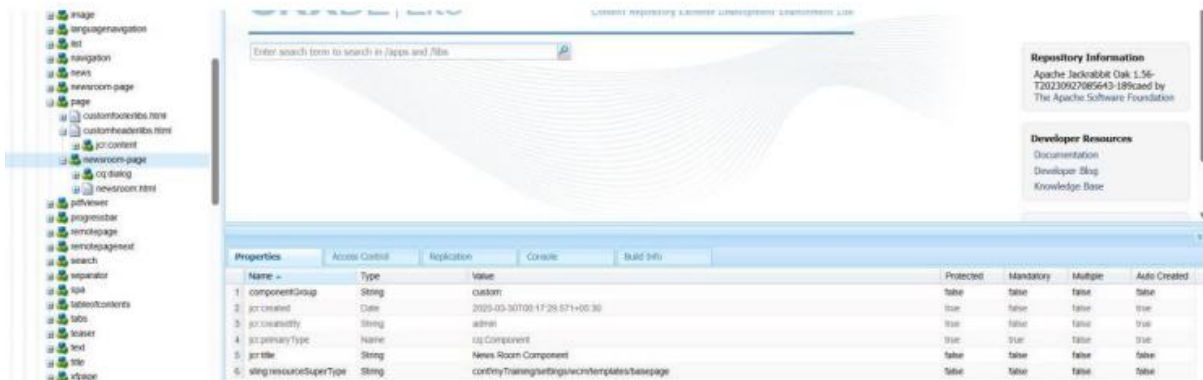 image
languagenavigation
list
navigation
news
newsroom-page
page
customfooterlibs.html
customheaderlibs.html
jcr:content
newsroom-page
cq:dialog
newsroom.html
pdfviewer
progressbar
remotepage
remotepagenext
search
separator
spa
tableofcontents
tabs
teaser
text
title
xfpage
Content Repository Extreme Development Environment Lite
Enter search term to search in /apps and /libs
Repository Information
Apache Jackrabbit Oak 1.56-
T20230927085643-189caed by
The Apache Software Foundation
Developer Resources
Documentation
Developer Blog
Knowledge Base
Properties Access Control Replication Console Build Info
Name Type Value Protected Mandatory Multiple Auto Created
1 componentGroup String custom false false false false
2 jcr:created Date 2025-03-30T00:17:29.571+05:30 true false false true
3 jcr:createdBy String admin true false false true
4 jcr:primaryType Name cq:Component true true false true
5 jcr:title String News Room Component false false false false
6 sling:resourceSuperType String conf/myTraining/settings/wcm/templates/basepage false false false false